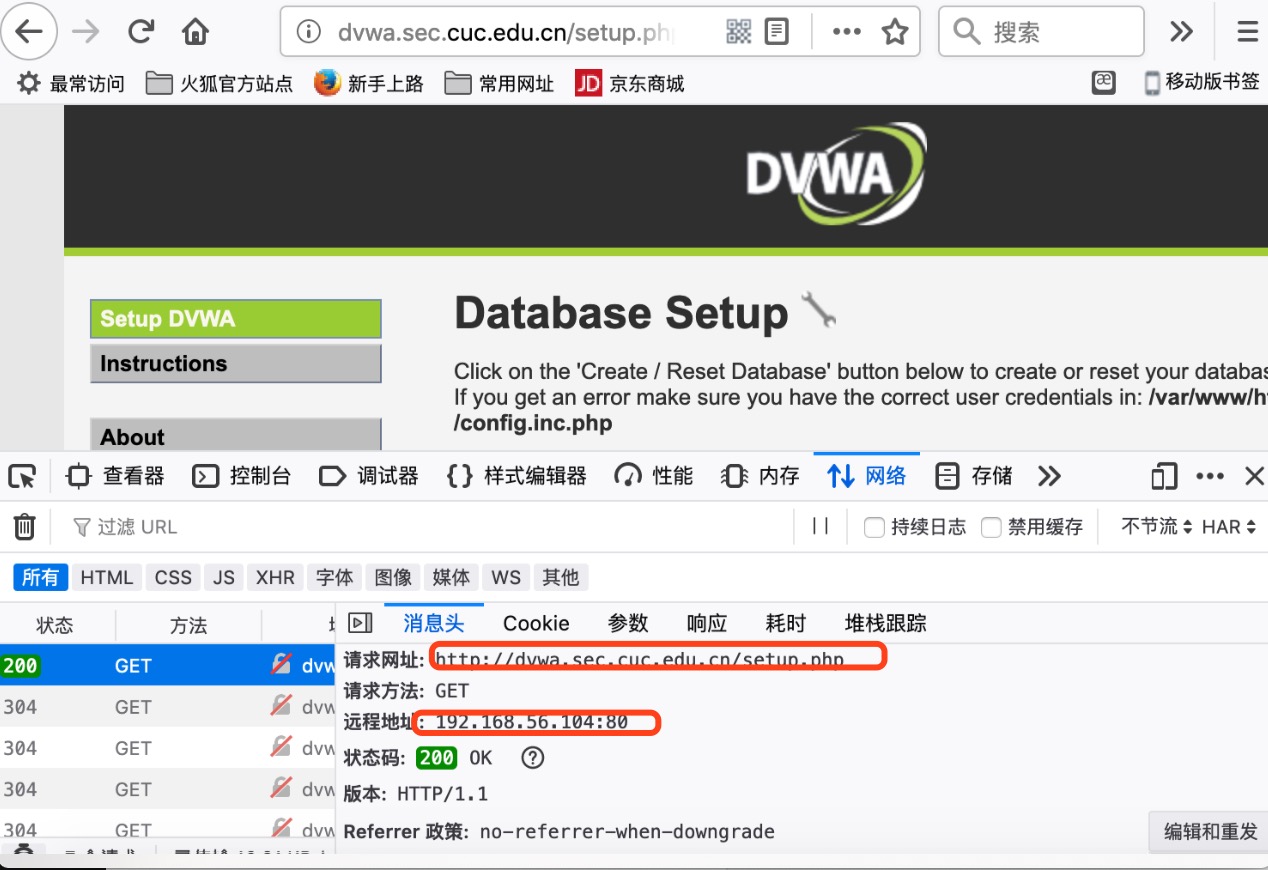 dvwa.sec.cuc.edu.cn/setup.ph
搜索
最常访问 火狐官方站点 新手上路 常用网址 JD 京东商城 移动版书签
DVWA
Setup DVWA
Instructions
About
Database Setup
Click on the 'Create / Reset Database' button below to create or reset your databas
If you get an error make sure you have the correct user credentials in: /var/www/ht
/config.inc.php
查看器 控制台 调试器 {} 样式编辑器 性能 内存 网络 存储
过滤 URL 持续日志 禁用缓存 不节流 HAR
所有 HTML CSS JS XHR 字体 图像 媒体 WS 其他
状态 方法
200 GET dvw
304 GET dvw
304 GET dvw
304 GET dvw
304 GET dvw
消息头 Cookie 参数 响应 耗时 堆栈跟踪
请求网址: http://dvwa.sec.cuc.edu.cn/setup.php
请求方法: GET
远程地址: 192.168.56.104:80
状态码: 200 OK
版本: HTTP/1.1
Referrer 政策: no-referrer-when-downgrade
编辑和重发